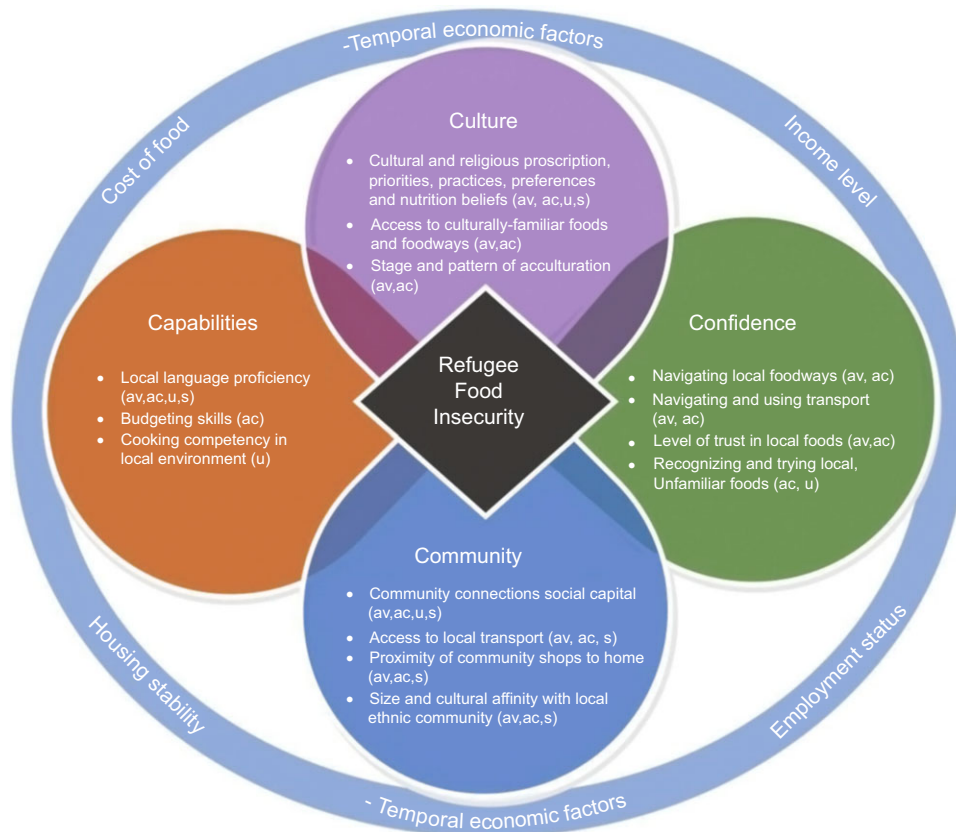 -Temporal economic factors
Cost of food
Income level
Culture
• Cultural and religious proscription,
priorities, practices, preferences
and nutrition beliefs (av, ac,u,s)
• Access to culturally-familiar foods
and foodways (av,ac)
• Stage and pattern of acculturation
(av,ac)
Capabilities
• Local language proficiency
(av,ac,u,s)
• Budgeting skills (ac)
• Cooking competency in
local environment (u)
Refugee
Food
Insecurity
Confidence
• Navigating local foodways (av, ac)
• Navigating and using transport
(av, ac)
• Level of trust in local foods (av,ac)
• Recognizing and trying local,
Unfamiliar foods (ac, u)
Community
• Community connections social capital
(av,ac,u,s)
• Access to local transport (av, ac, s)
• Proximity of community shops to home
(av,ac,s)
• Size and cultural affinity with local
ethnic community (av,ac,s)
Housing stability
Employment status
- Temporal economic factors